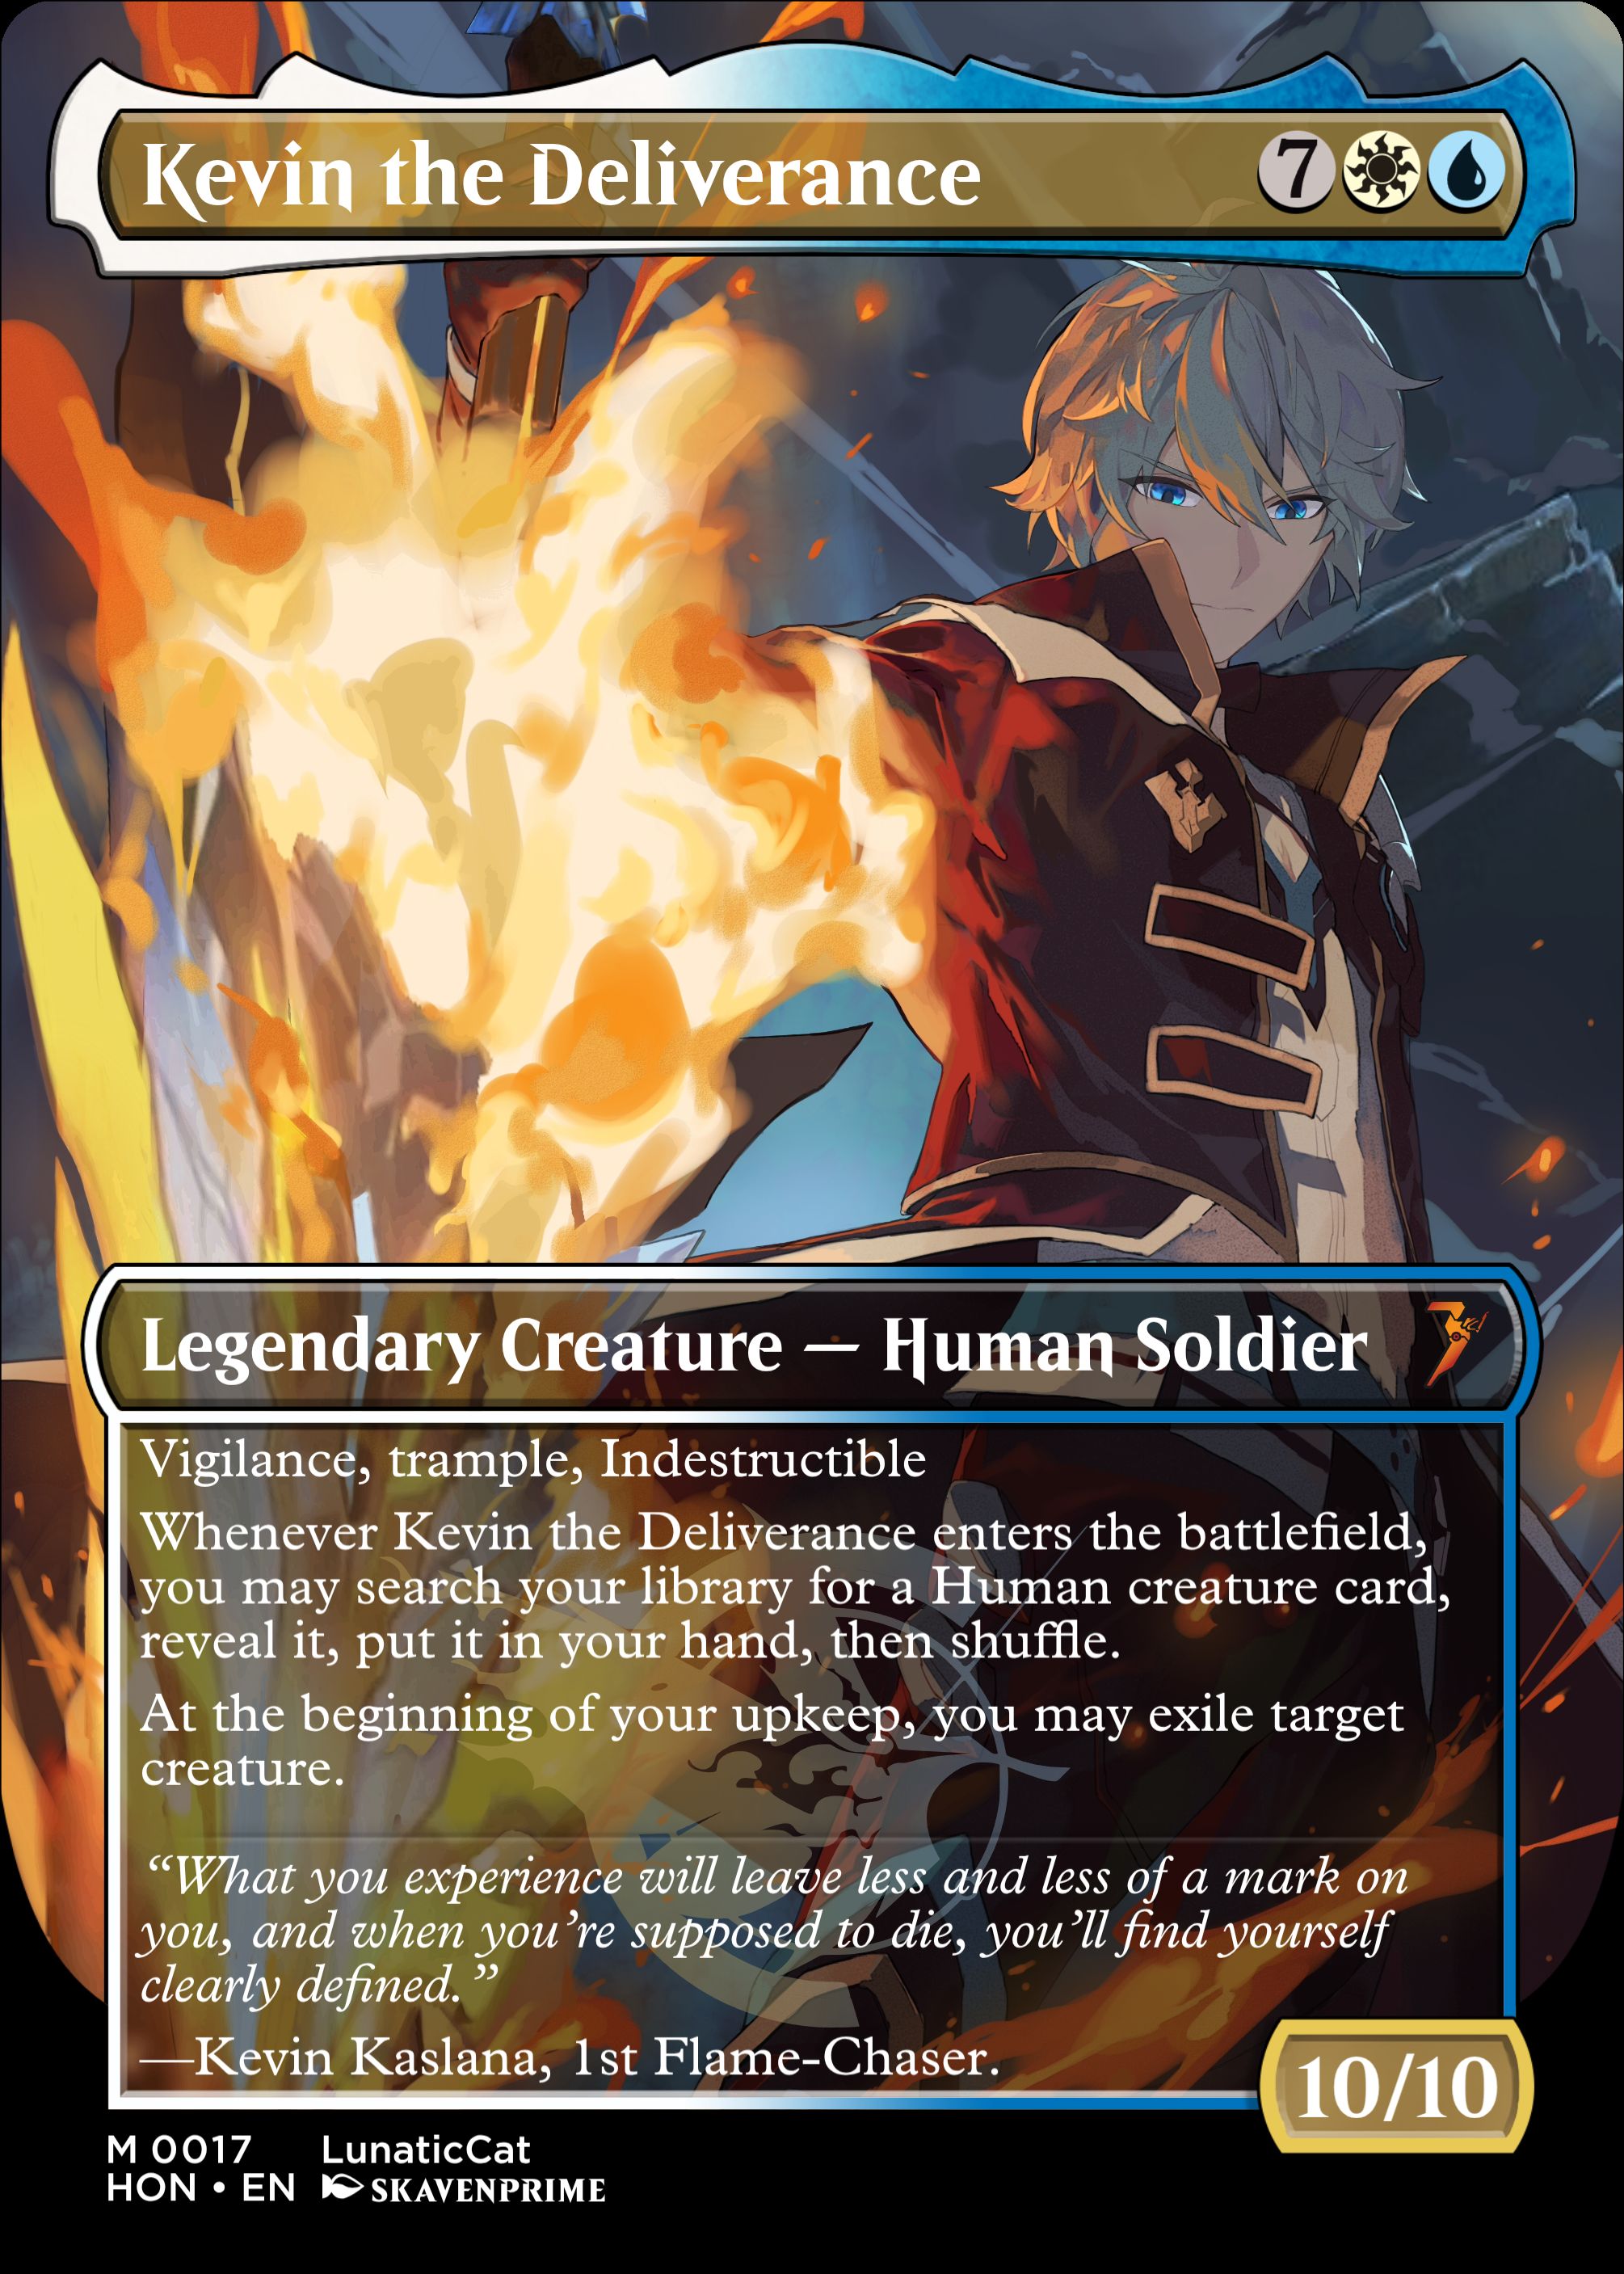 Kevin the Deliverance
7
Legendary Creature — Human Soldier
Vigilance, trample, Indestructible
Whenever Kevin the Deliverance enters the battlefield,
you may search your library for a Human creature card,
reveal it, put it in your hand, then shuffle.
At the beginning of your upkeep, you may exile target
creature.
“What you experience will leave less and less of a mark on
you, and when you’re supposed to die, you’ll find yourself
clearly defined.”
—Kevin Kaslana, 1st Flame-Chaser.
10/10
M 0017 LunaticCat
HON • EN SKAVENPRIME